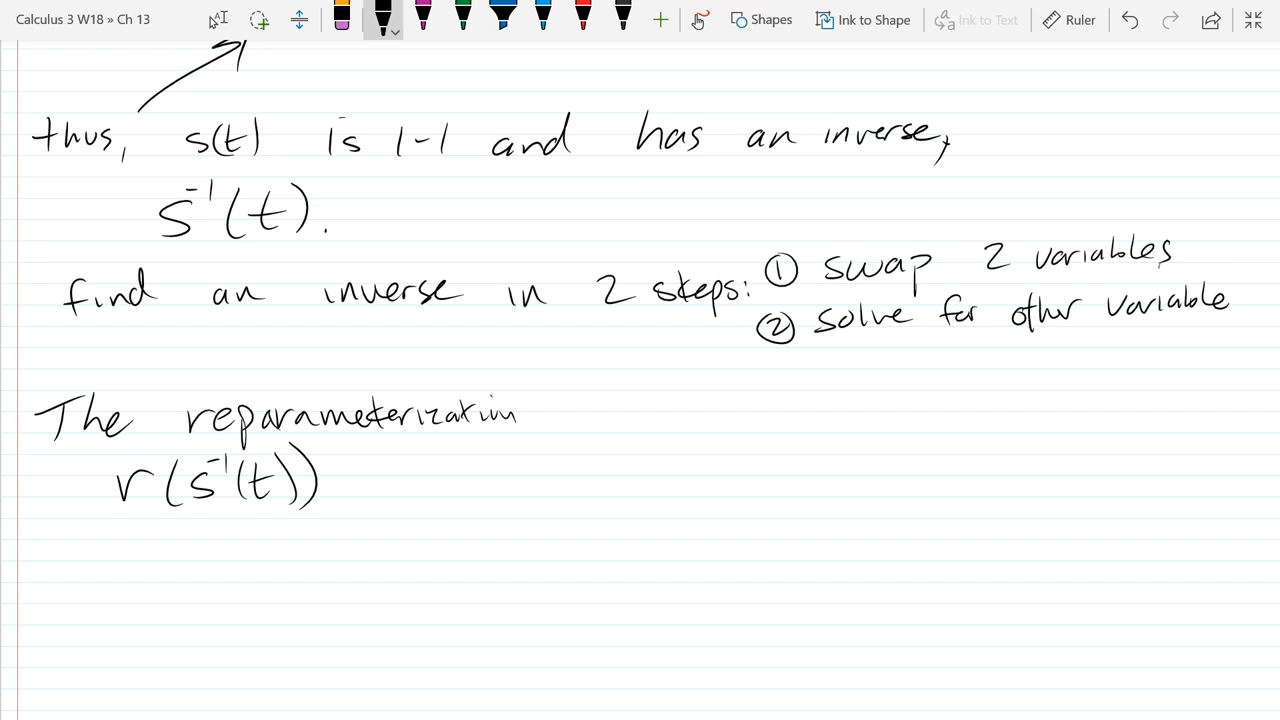 Calculus 3 W18 » Ch 13
Shapes
Ink to Shape
Ink to Text
Ruler
thus, s(t) is 1-1 and has an inverse,
s⁻¹(t).
find an inverse in 2 steps: ① swap 2 variables
② solve for other variable
The reparameterization
r(s⁻¹(t))